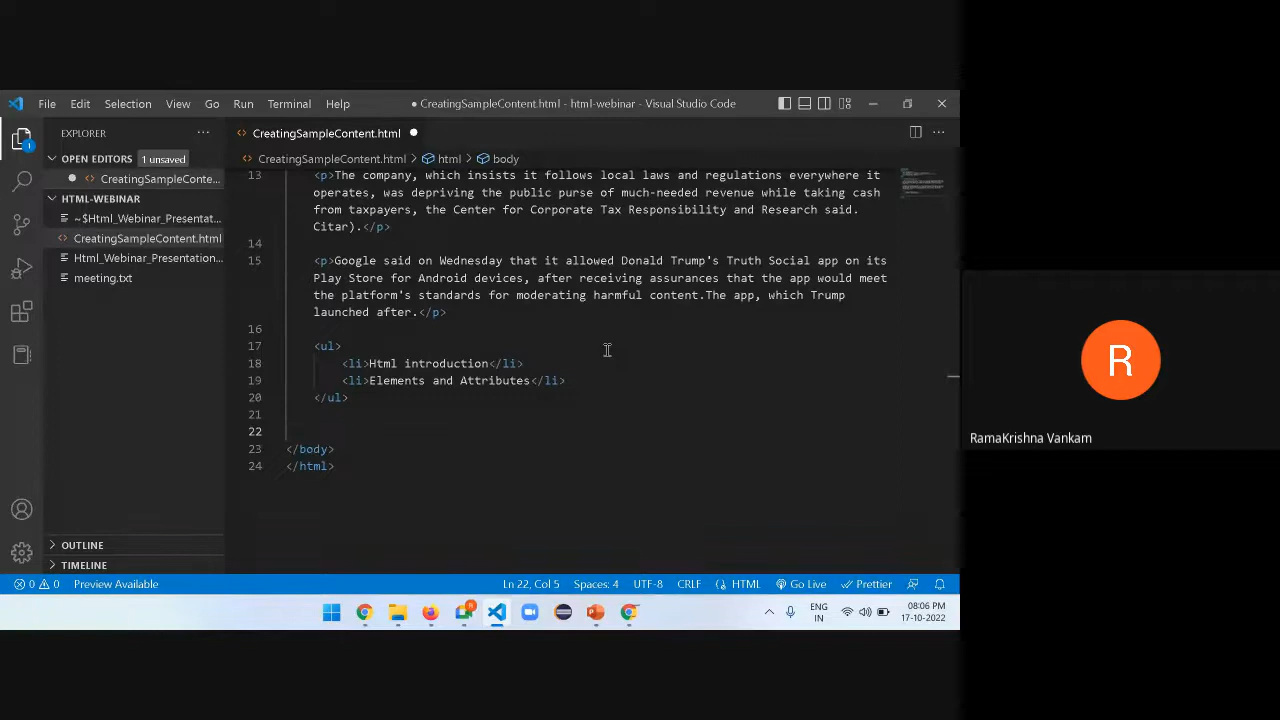 File Edit Selection View Go Run Terminal Help
● CreatingSampleContent.html - html-webinar - Visual Studio Code
EXPLORER
CreatingSampleContent.html
OPEN EDITORS 1 unsaved
CreatingSampleContent.html > html > body
CreatingSampleConte...
HTML-WEBINAR
~$Html_Webinar_Presentat...
CreatingSampleContent.html
Html_Webinar_Presentation...
meeting.txt
13 <p>The company, which insists it follows local laws and regulations everywhere it
operates, was depriving the public purse of much-needed revenue while taking cash
from taxpayers, the Center for Corporate Tax Responsibility and Research said.
Citar).</p>
14
15 <p>Google said on Wednesday that it allowed Donald Trump's Truth Social app on its
Play Store for Android devices, after receiving assurances that the app would meet
the platform's standards for moderating harmful content.The app, which Trump
launched after.</p>
16
17 <ul>
18 <li>Html introduction</li>
19 <li>Elements and Attributes</li>
20 </ul>
21
22
23 </body>
24 </html>
OUTLINE
TIMELINE
0 0 Preview Available Ln 22, Col 5 Spaces: 4 UTF-8 CRLF HTML Go Live Prettier
ENG
IN
08:06 PM
17-10-2022
R
RamaKrishna Vankam